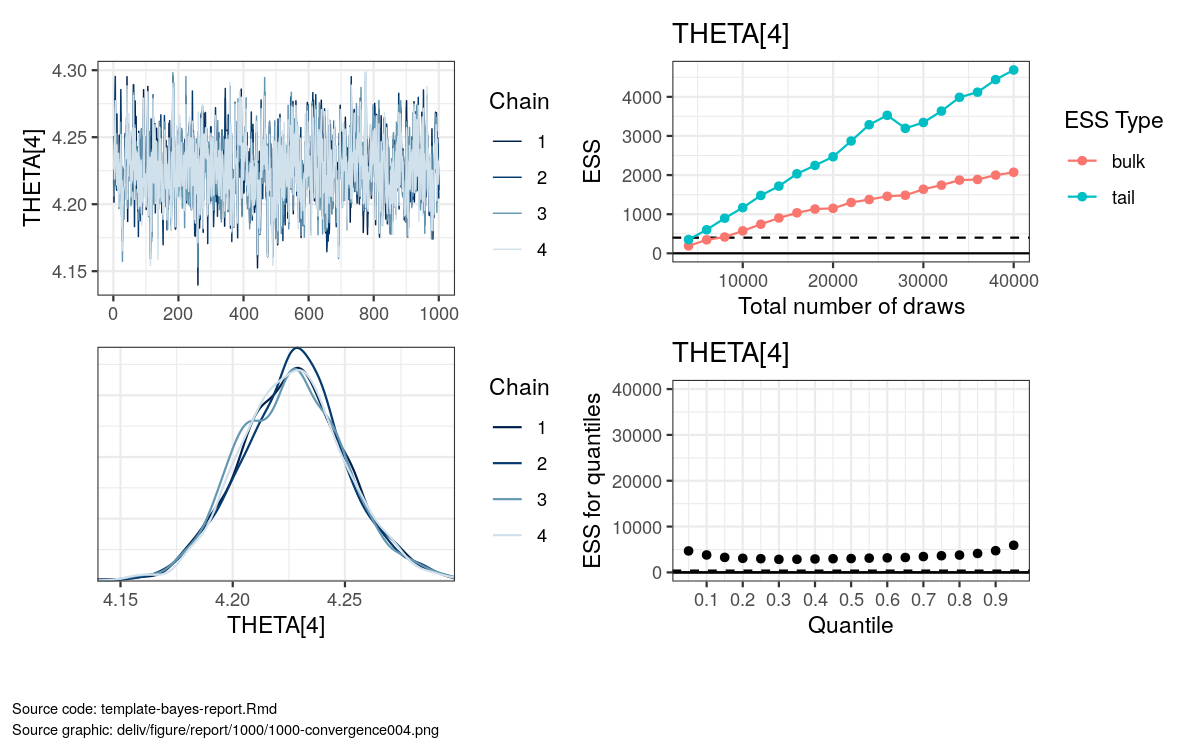 THETA[4]
4.30
4.25
4.20
4.15
0 200 400 600 800 1000
Chain
1
2
3
4
THETA[4]
ESS
4000
3000
2000
1000
0
10000 20000 30000 40000
Total number of draws
ESS Type
bulk
tail
4.15 4.20 4.25
THETA[4]
Chain
1
2
3
4
THETA[4]
ESS for quantiles
40000
30000
20000
10000
0
0.1 0.2 0.3 0.4 0.5 0.6 0.7 0.8 0.9
Quantile
Source code: template-bayes-report.Rmd
Source graphic: deliv/figure/report/1000/1000-convergence004.png